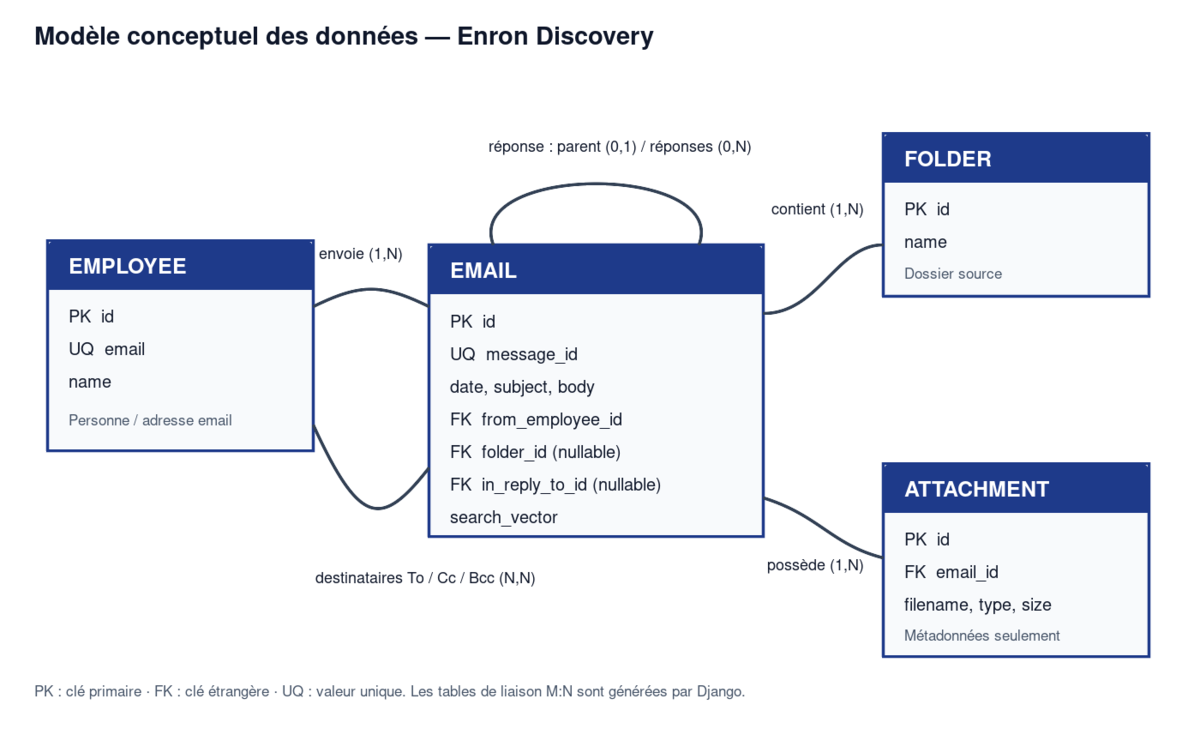 Modèle conceptuel des données — Enron Discovery
réponse : parent (0,1) / réponses (0,N)
EMPLOYEE
PK id
UQ email
name
Personne / adresse email
envoie (1,N)
destinataires To / Cc / Bcc (N,N)
EMAIL
PK id
UQ message_id
date, subject, body
FK from_employee_id
FK folder_id (nullable)
FK in_reply_to_id (nullable)
search_vector
contient (1,N)
FOLDER
PK id
name
Dossier source
possède (1,N)
ATTACHMENT
PK id
FK email_id
filename, type, size
Métadonnées seulement
PK : clé primaire · FK : clé étrangère · UQ : valeur unique. Les tables de liaison M:N sont générées par Django.